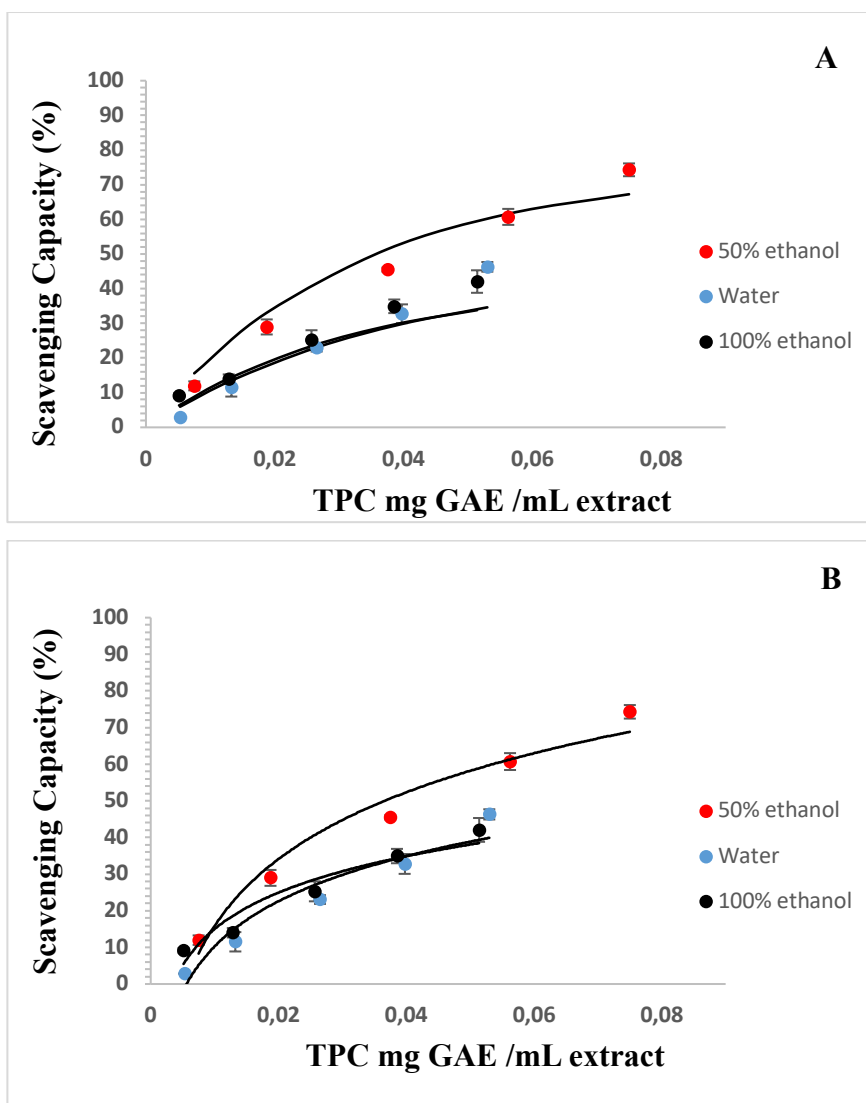 A
Scavenging Capacity (%)
100
90
80
70
60
50
40
30
20
10
0
0 0,02 0,04 0,06 0,08
TPC mg GAE /mL extract
50% ethanol
Water
100% ethanol
B
Scavenging Capacity (%)
100
90
80
70
60
50
40
30
20
10
0
0 0,02 0,04 0,06 0,08
TPC mg GAE /mL extract
50% ethanol
Water
100% ethanol